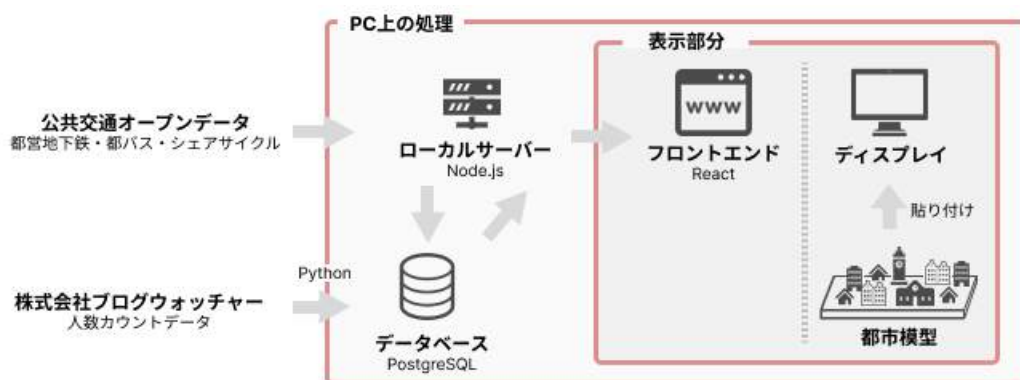 PC上の処理
表示部分
公共交通オープンデータ
都営地下鉄・都バス・シェアサイクル
ローカルサーバー
Node.js
WWW
フロントエンド
React
ディスプレイ
貼り付け
Python
株式会社ブログウォッチャー
人数カウントデータ
データベース
PostgreSQL
都市模型